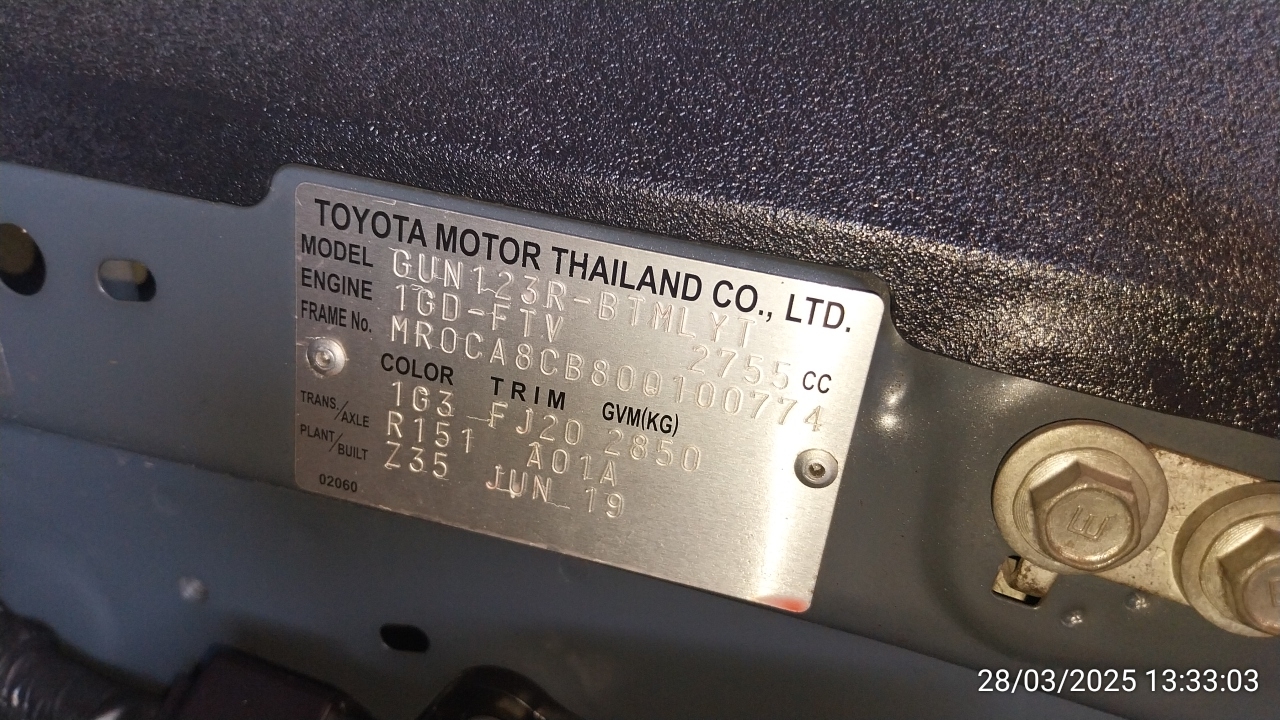 TOYOTA MOTOR THAILAND CO., LTD.
MODEL GUN123R-BTMLYT
ENGINE 1GD-FTV 2755 CC
FRAME No. MR0CA8CB80Q100774
COLOR TRIM GVM(KG)
1G3 FJ20 2850
TRANS./AXLE R151 A01A
PLANT/BUILT Z35 JUN 19
02060
E
28/03/2025 13:33:03